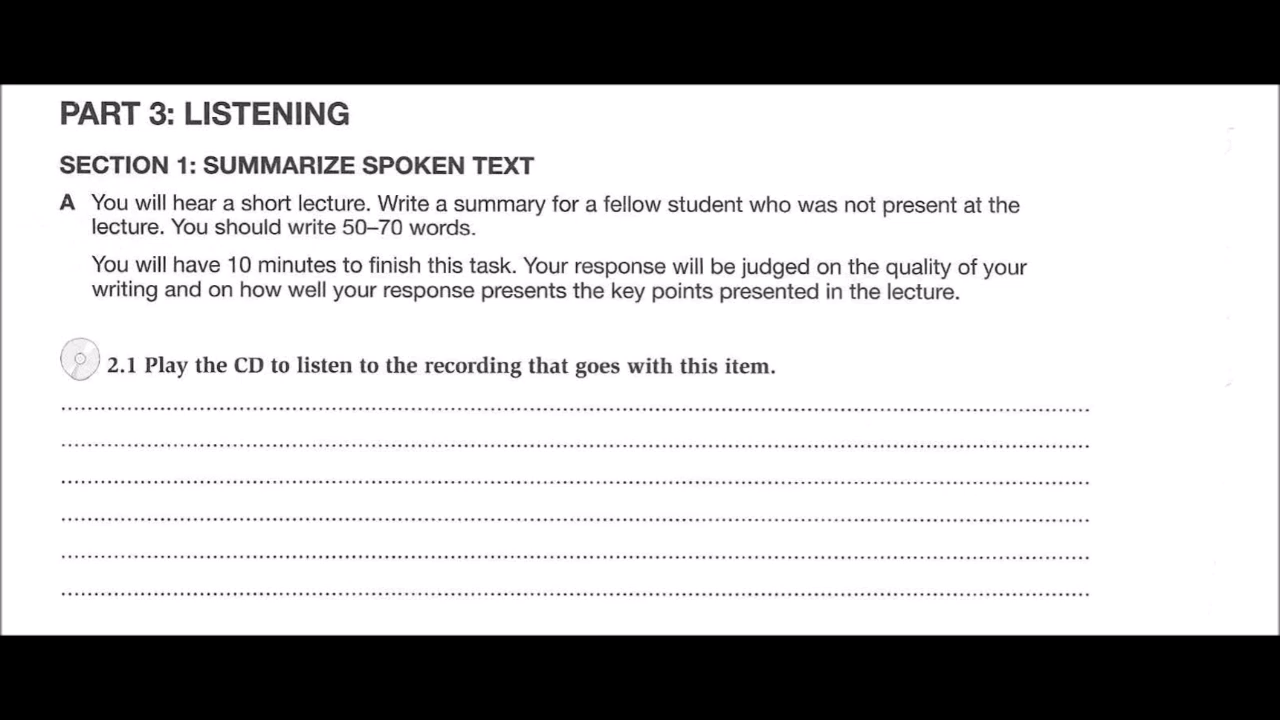 PART 3: LISTENING
SECTION 1: SUMMARIZE SPOKEN TEXT
A You will hear a short lecture. Write a summary for a fellow student who was not present at the
lecture. You should write 50–70 words.
You will have 10 minutes to finish this task. Your response will be judged on the quality of your
writing and on how well your response presents the key points presented in the lecture.
2.1 Play the CD to listen to the recording that goes with this item.